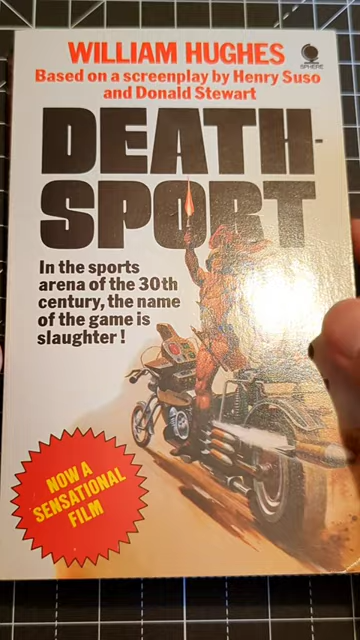 WILLIAM HUGHES
SPHERE
Based on a screenplay by Henry Suso
and Donald Stewart
DEATH-
SPORT
In the sports
arena of the 30th
century, the name
of the game is
slaughter!
NOW A
SENSATIONAL
FILM